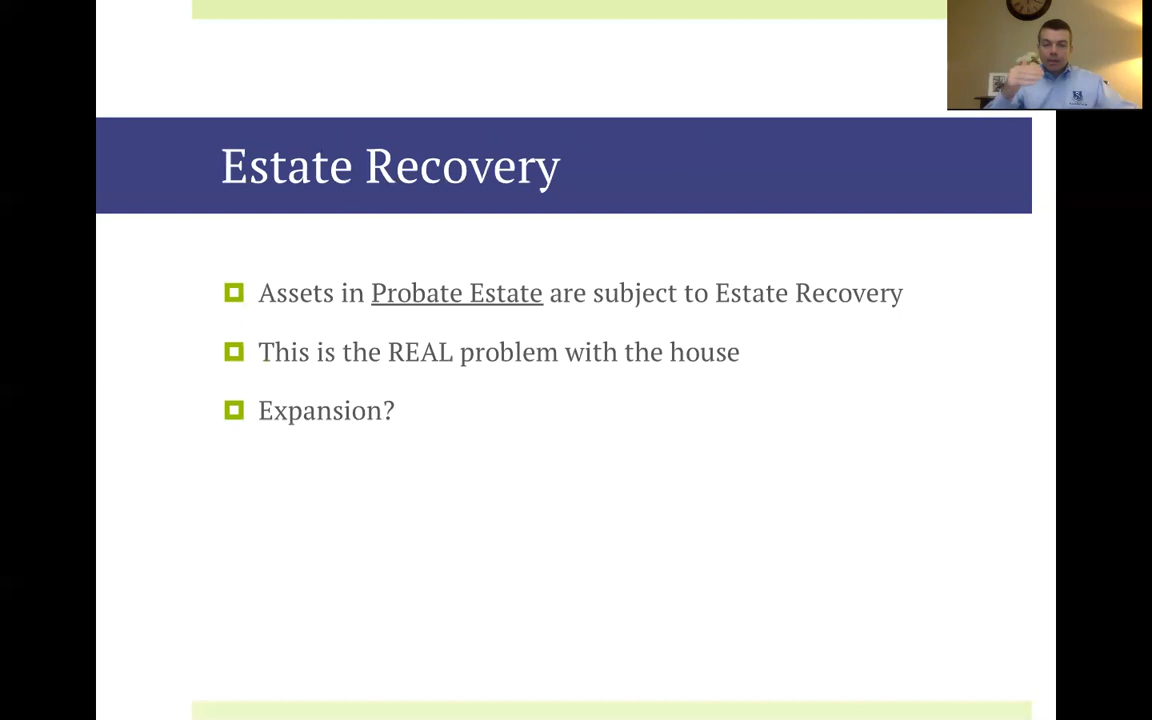 Estate Recovery
Assets in Probate Estate are subject to Estate Recovery
This is the REAL problem with the house
Expansion?